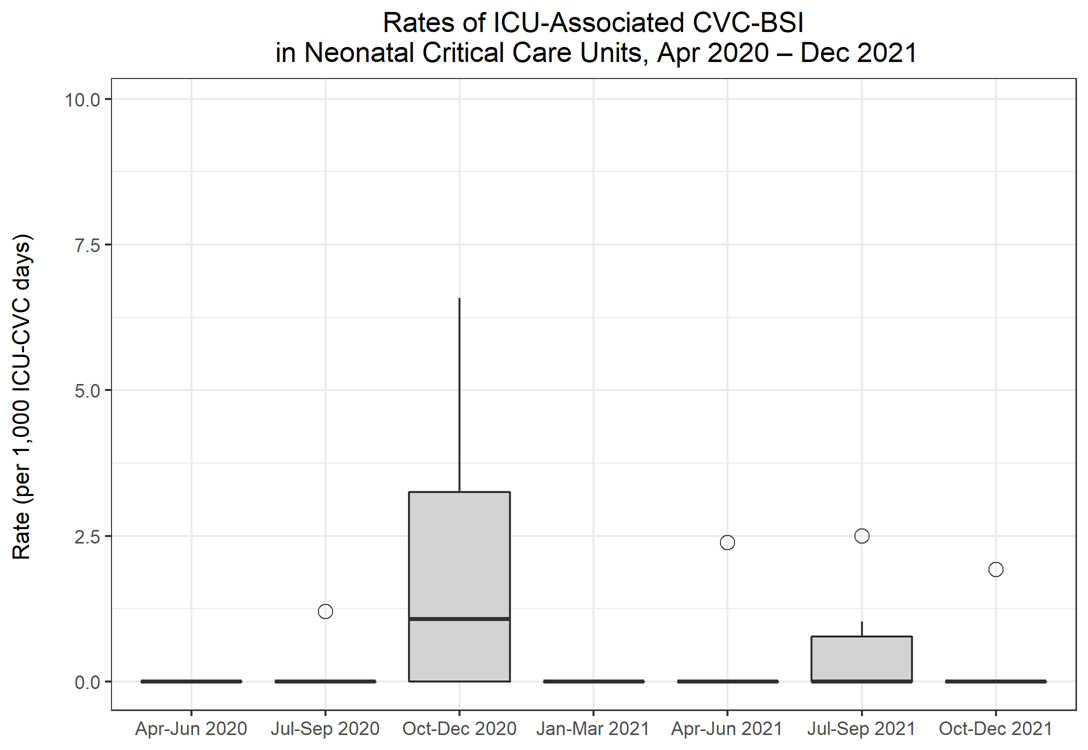 Rates of ICU-Associated CVC-BSI
in Neonatal Critical Care Units, Apr 2020 – Dec 2021
Rate (per 1,000 ICU-CVC days)
10.0
7.5
5.0
2.5
0.0
Apr-Jun 2020 Jul-Sep 2020 Oct-Dec 2020 Jan-Mar 2021 Apr-Jun 2021 Jul-Sep 2021 Oct-Dec 2021